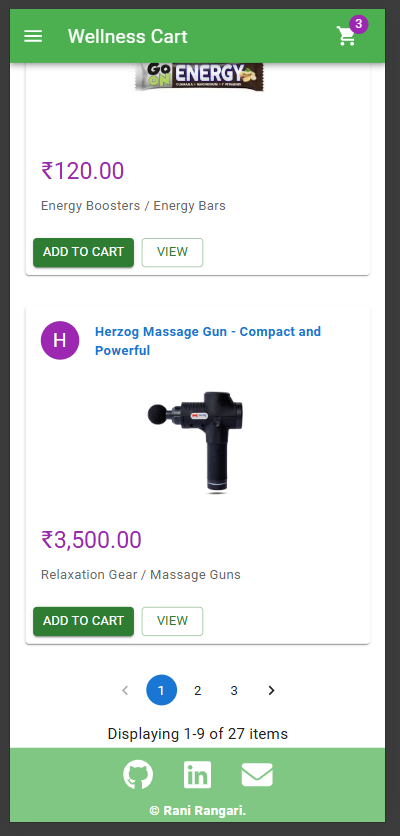 Wellness Cart
3
GO
ON
ENERGY
₹120.00
Energy Boosters / Energy Bars
ADD TO CART
VIEW
H
Herzog Massage Gun - Compact and
Powerful
₹3,500.00
Relaxation Gear / Massage Guns
ADD TO CART
VIEW
1
2
3
Displaying 1-9 of 27 items
© Rani Rangari.